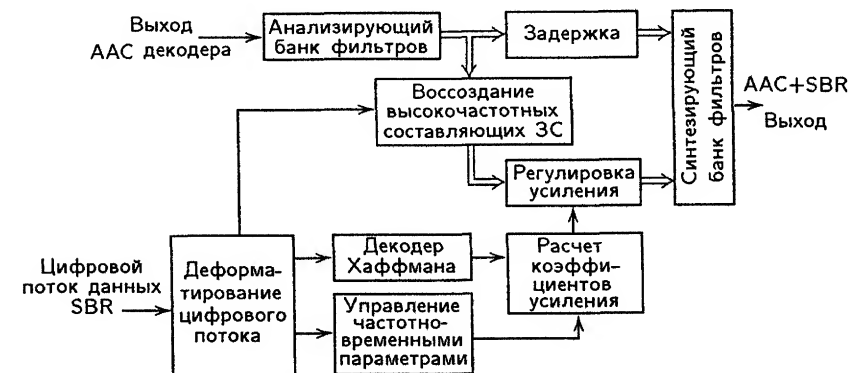 Выход
ААС декодера
Анализирующий
банк фильтров
Задержка
Синтезирующий
банк фильтров
AAC+SBR
Выход
Воссоздание
высокочастотных
составляющих ЗС
Регулировка
усиления
Цифровой
поток данных
SBR
Деформа-
тирование
цифрового
потока
Декодер
Хаффмана
Расчет
коэффи-
циентов
усиления
Управление
частотно-
временными
параметрами